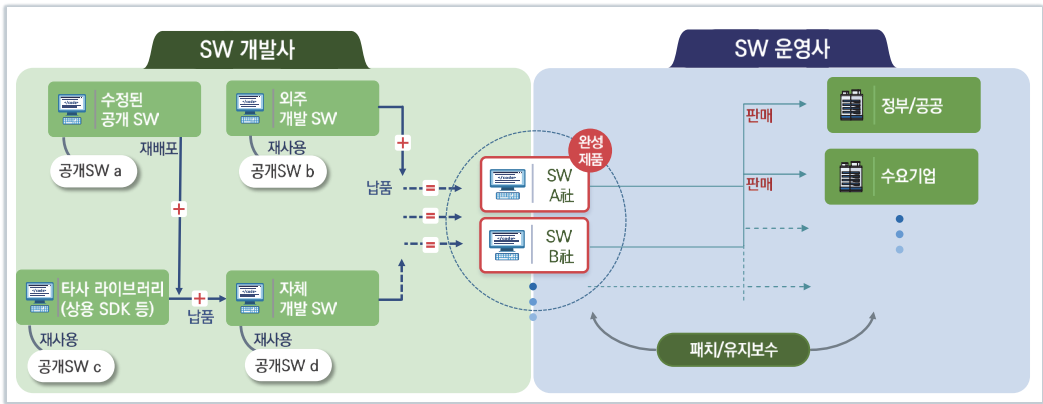 SW 개발사
SW 운영사
수정된
공개 SW
외주
개발 SW
재배포
재사용
공개SW a
공개SW b
납품
완성
제품
SW
A社
SW
B社
판매
정부/공공
판매
수요기업
타사 라이브러리
(상용 SDK 등)
납품
자체
개발 SW
재사용
재사용
공개SW c
공개SW d
패치/유지보수